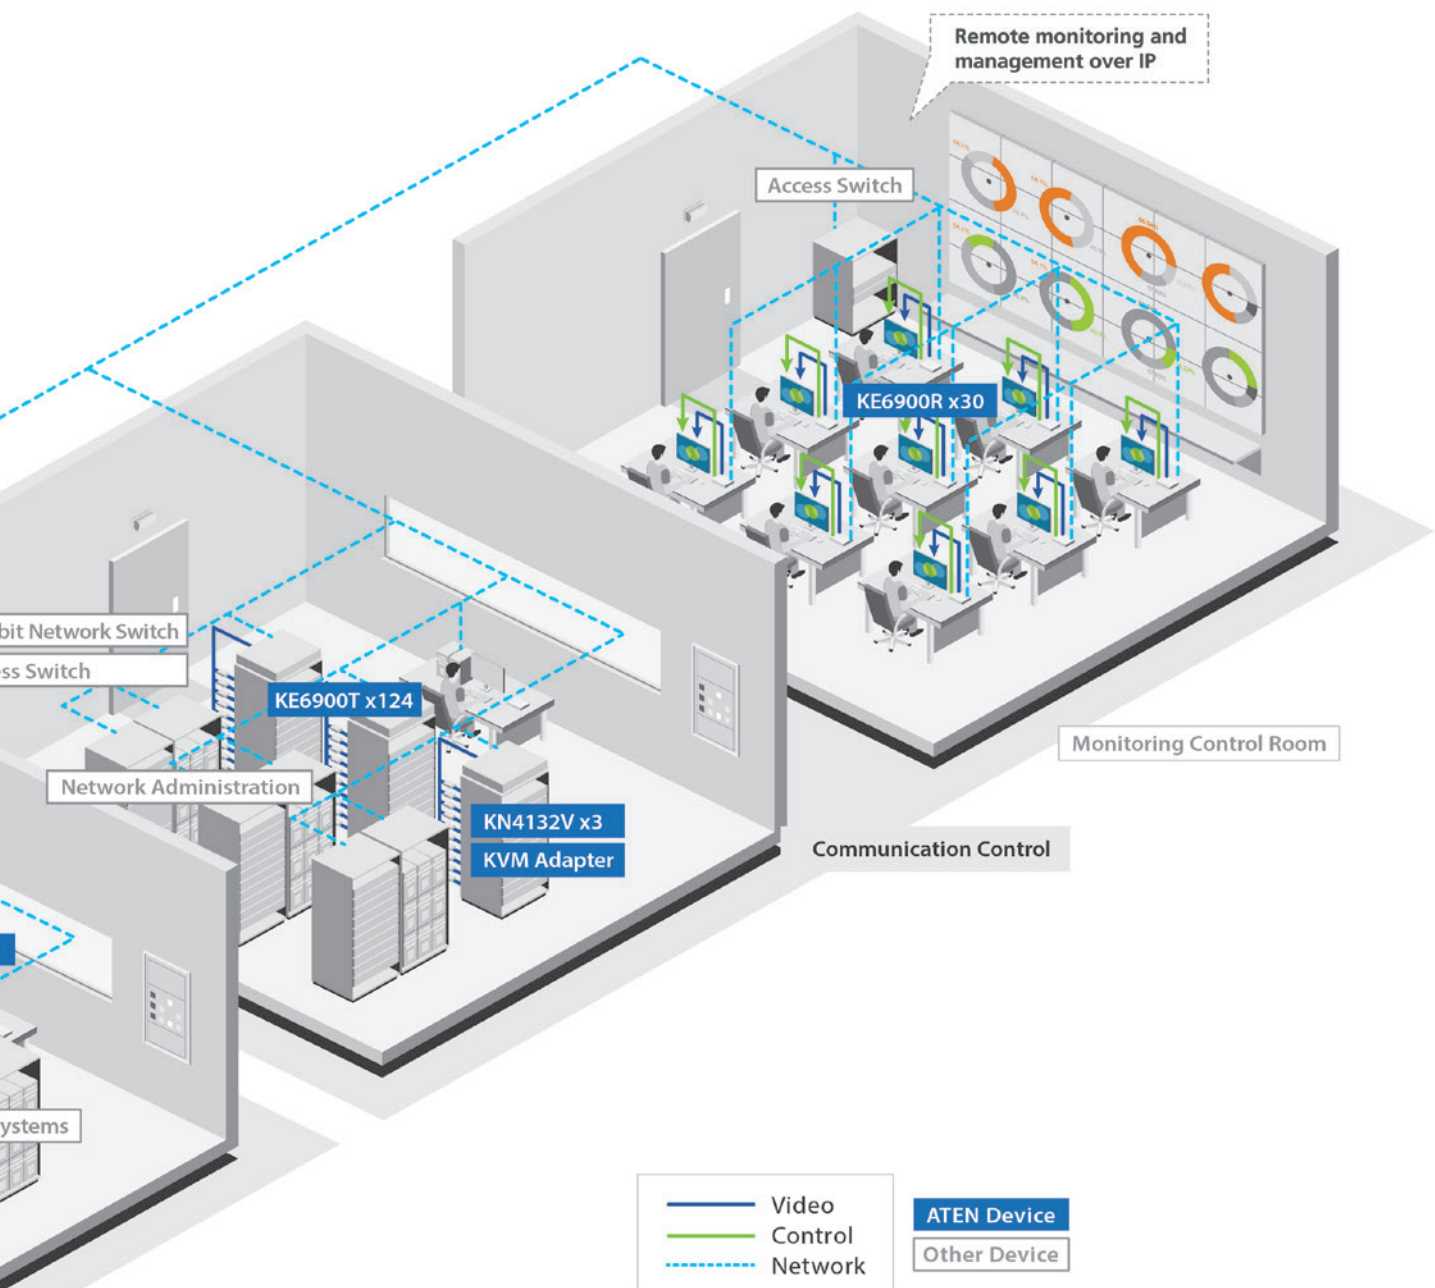 Remote monitoring and
management over IP
Access Switch
KE6900R x30
bit Network Switch
ss Switch
KE6900T x124
Network Administration
KN4132V x3
KVM Adapter
Monitoring Control Room
Communication Control
ystems
Video
Control
Network
ATEN Device
Other Device